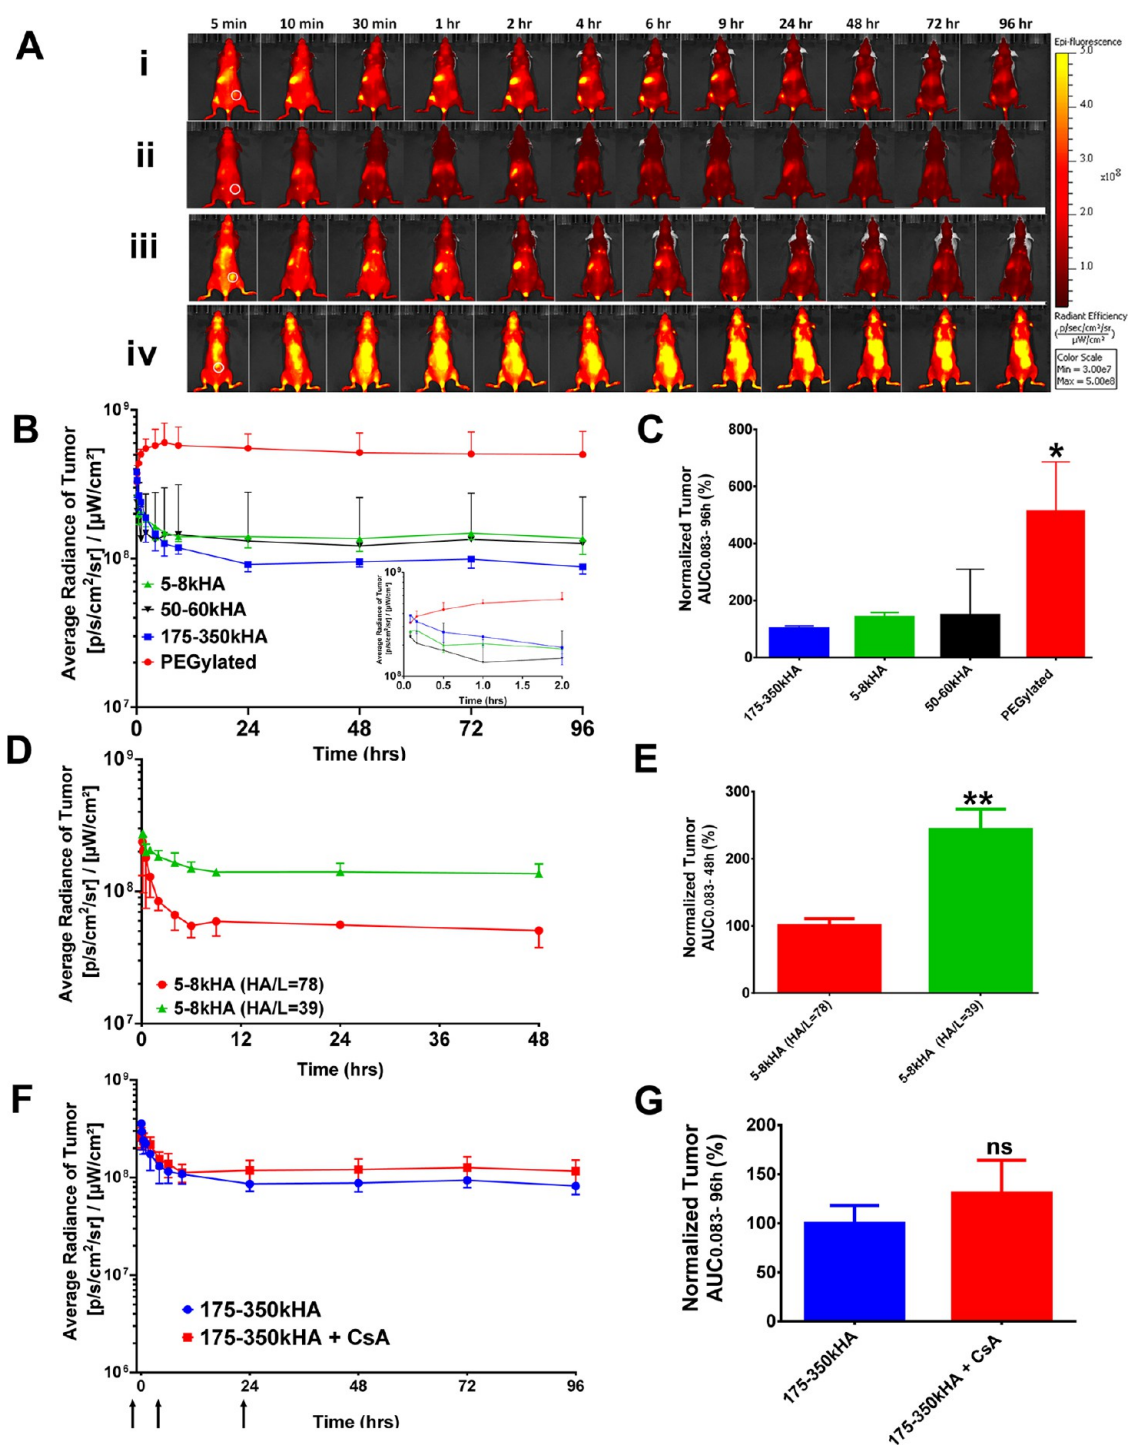 A
5 min 10 min 30 min 1 hr 2 hr 4 hr 6 hr 9 hr 24 hr 48 hr 72 hr 96 hr
i
ii
iii
iv
Epi-fluorescence
5.0
4.0
3.0
x10⁸
2.0
1.0
Radiant Efficiency
(p/sec/cm²/sr / µW/cm²)
Color Scale
Min = 3.00e7
Max = 5.00e8
B
Average Radiance of Tumor
[p/s/cm²/sr] / [µW/cm²]
10⁹
10⁸
10⁷
5-8kHA
50-60kHA
175-350kHA
PEGylated
0 24 48 72 96
Time (hrs)
Average Radiance of Tumor
[p/s/cm²/sr] / [µW/cm²]
10⁹
10⁸
0.0 0.5 1.0 1.5 2.0
Time (hrs)
C
Normalized Tumor
AUC0.083- 96h (%)
800
600
400
200
0
*
175-350kHA
5-8kHA
50-60kHA
PEGylated
D
Average Radiance of Tumor
[p/s/cm²/sr] / [µW/cm²]
10⁹
10⁸
10⁷
5-8kHA (HA/L=78)
5-8kHA (HA/L=39)
0 12 24 36 48
Time (hrs)
E
Normalized Tumor
AUC0.083- 48h (%)
300
200
100
0
**
5-8kHA (HA/L=78)
5-8kHA (HA/L=39)
F
Average Radiance of Tumor
[p/s/cm²/sr] / [µW/cm²]
10⁹
10⁸
10⁷
10⁶
175-350kHA
175-350kHA + CsA
0 24 48 72 96
Time (hrs)
G
Normalized Tumor
AUC0.083- 96h (%)
200
150
100
50
0
ns
175-350kHA
175-350kHA + CsA